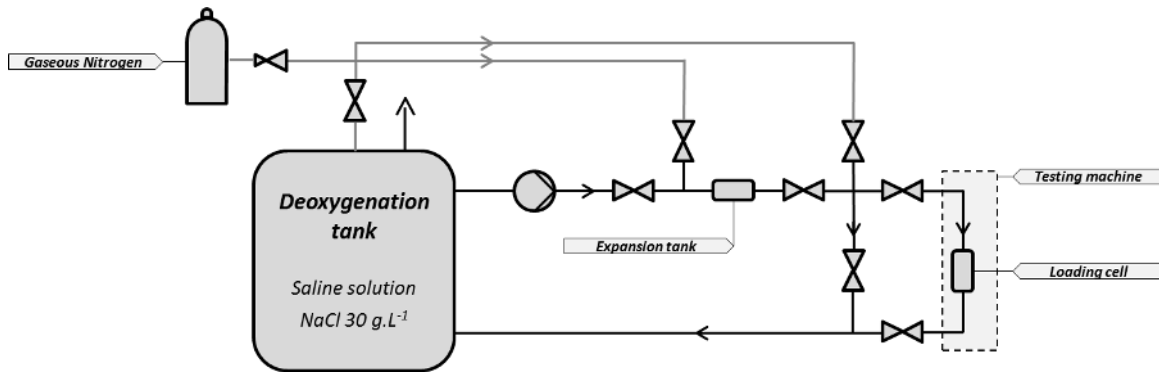 Gaseous Nitrogen
Deoxygenation
tank
Saline solution
NaCl 30 g.L-1
Expansion tank
Testing machine
Loading cell